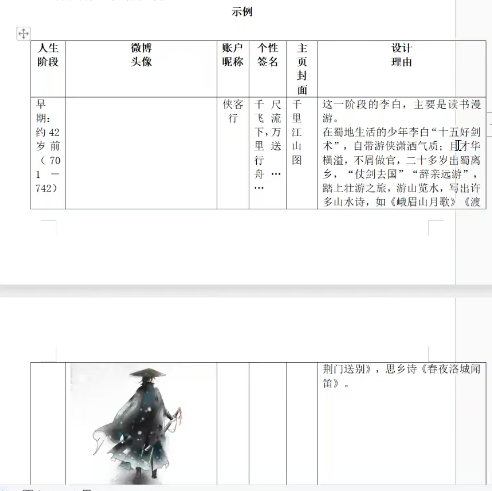 示例
人生
阶段
微博
头像
账户
昵称
个性
签名
主
页
封
面
设计
理由
早
期：
约 42
岁 前
（ 70
1 —
742）
侠客
行
千 尺
飞 流
下，万
里 送
行
舟 …
…
千
里
江
山
图
这一阶段的李白，主要是读书漫
游。
在蜀地生活的少年李白“十五好剑
术”，自带游侠潇洒气质；才华
横溢，不屑做官，二十多岁出蜀离
乡，“仗剑去国”“辞亲远游”，
踏上壮游之旅，游山览水，写出许
多山水诗，如《峨眉山月歌》《渡
荆门送别》，思乡诗《春夜洛城闻
笛》。